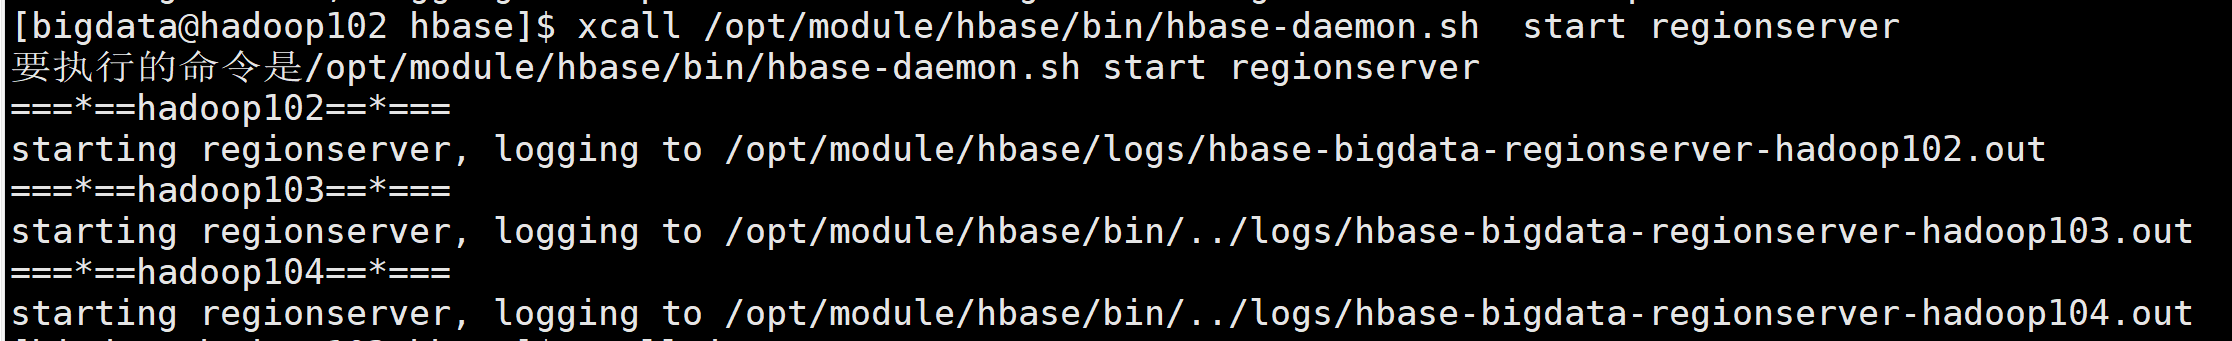 [bigdata@hadoop102 hbase]$ xcall /opt/module/hbase/bin/hbase-daemon.sh  start regionserver
要执行的命令是/opt/module/hbase/bin/hbase-daemon.sh start regionserver
===*==hadoop102==*===
starting regionserver, logging to /opt/module/hbase/logs/hbase-bigdata-regionserver-hadoop102.out
===*==hadoop103==*===
starting regionserver, logging to /opt/module/hbase/bin/../logs/hbase-bigdata-regionserver-hadoop103.out
===*==hadoop104==*===
starting regionserver, logging to /opt/module/hbase/bin/../logs/hbase-bigdata-regionserver-hadoop104.out